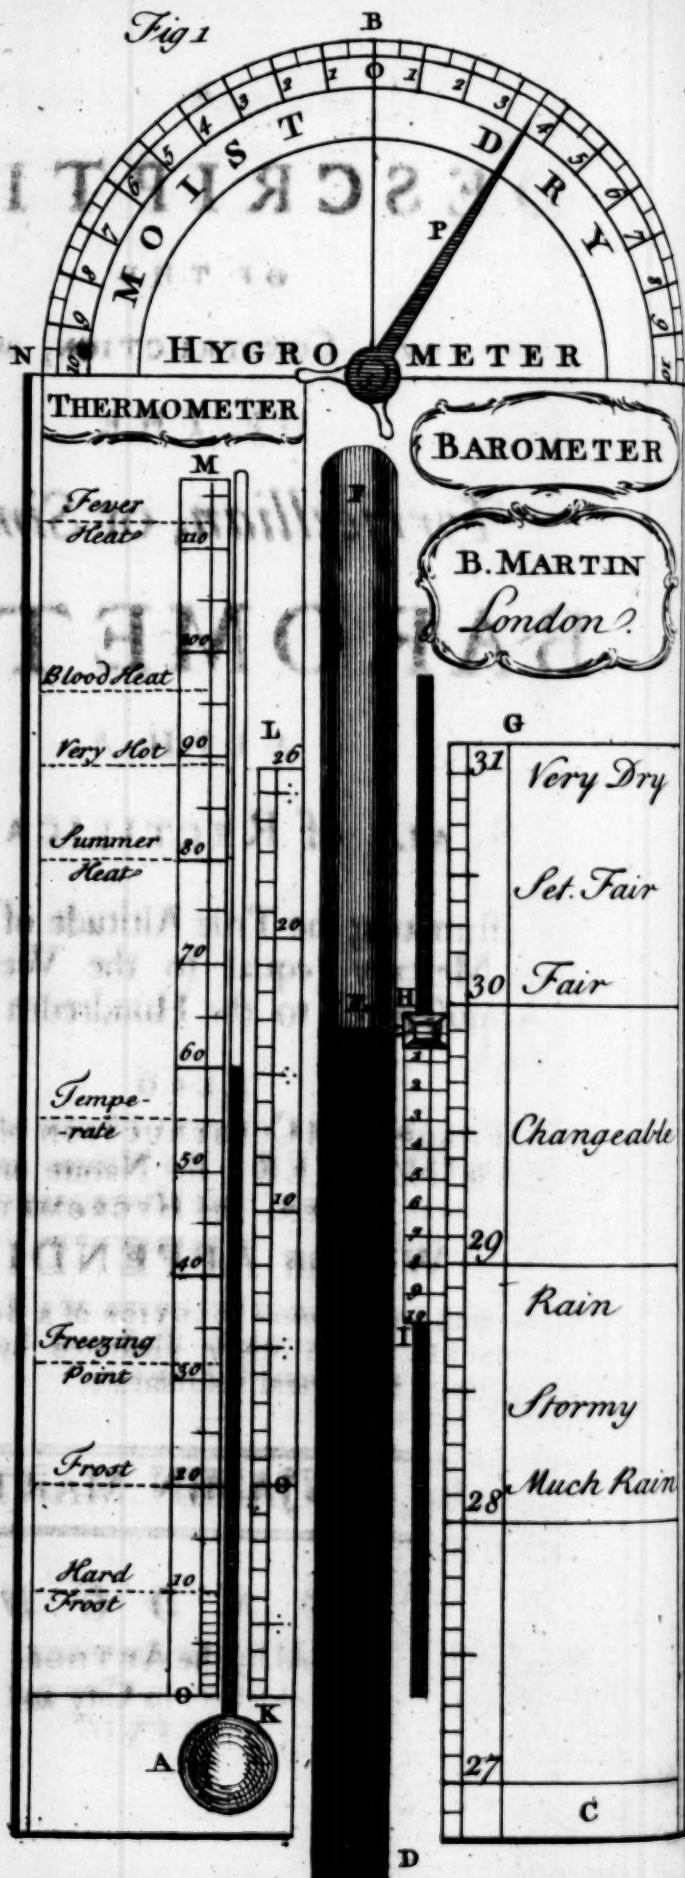 Fig 1
B
10 9 8 7 6 5 4 3 2 1 0 1 2 3 4 5 6 7 8 9 10
MOIST DRY
P
N
HYGROMETER
THERMOMETER
BAROMETER
B. MARTIN
London.
M
Fever
Heat
110
100
Blood Heat
Very Hot
90
Summer
80
Heat
70
60
Tempe-
-rate
50
40
Freezing
Point
30
Frost
20
Hard
10
Frost
0
A
L
26
20
10
0
K
F
E
H
1
2
3
4
5
6
7
8
9
10
I
G
31
Very Dry
Set. Fair
30
Fair
Changeable
29
Rain
Stormy
28
Much Rain
27
C
D